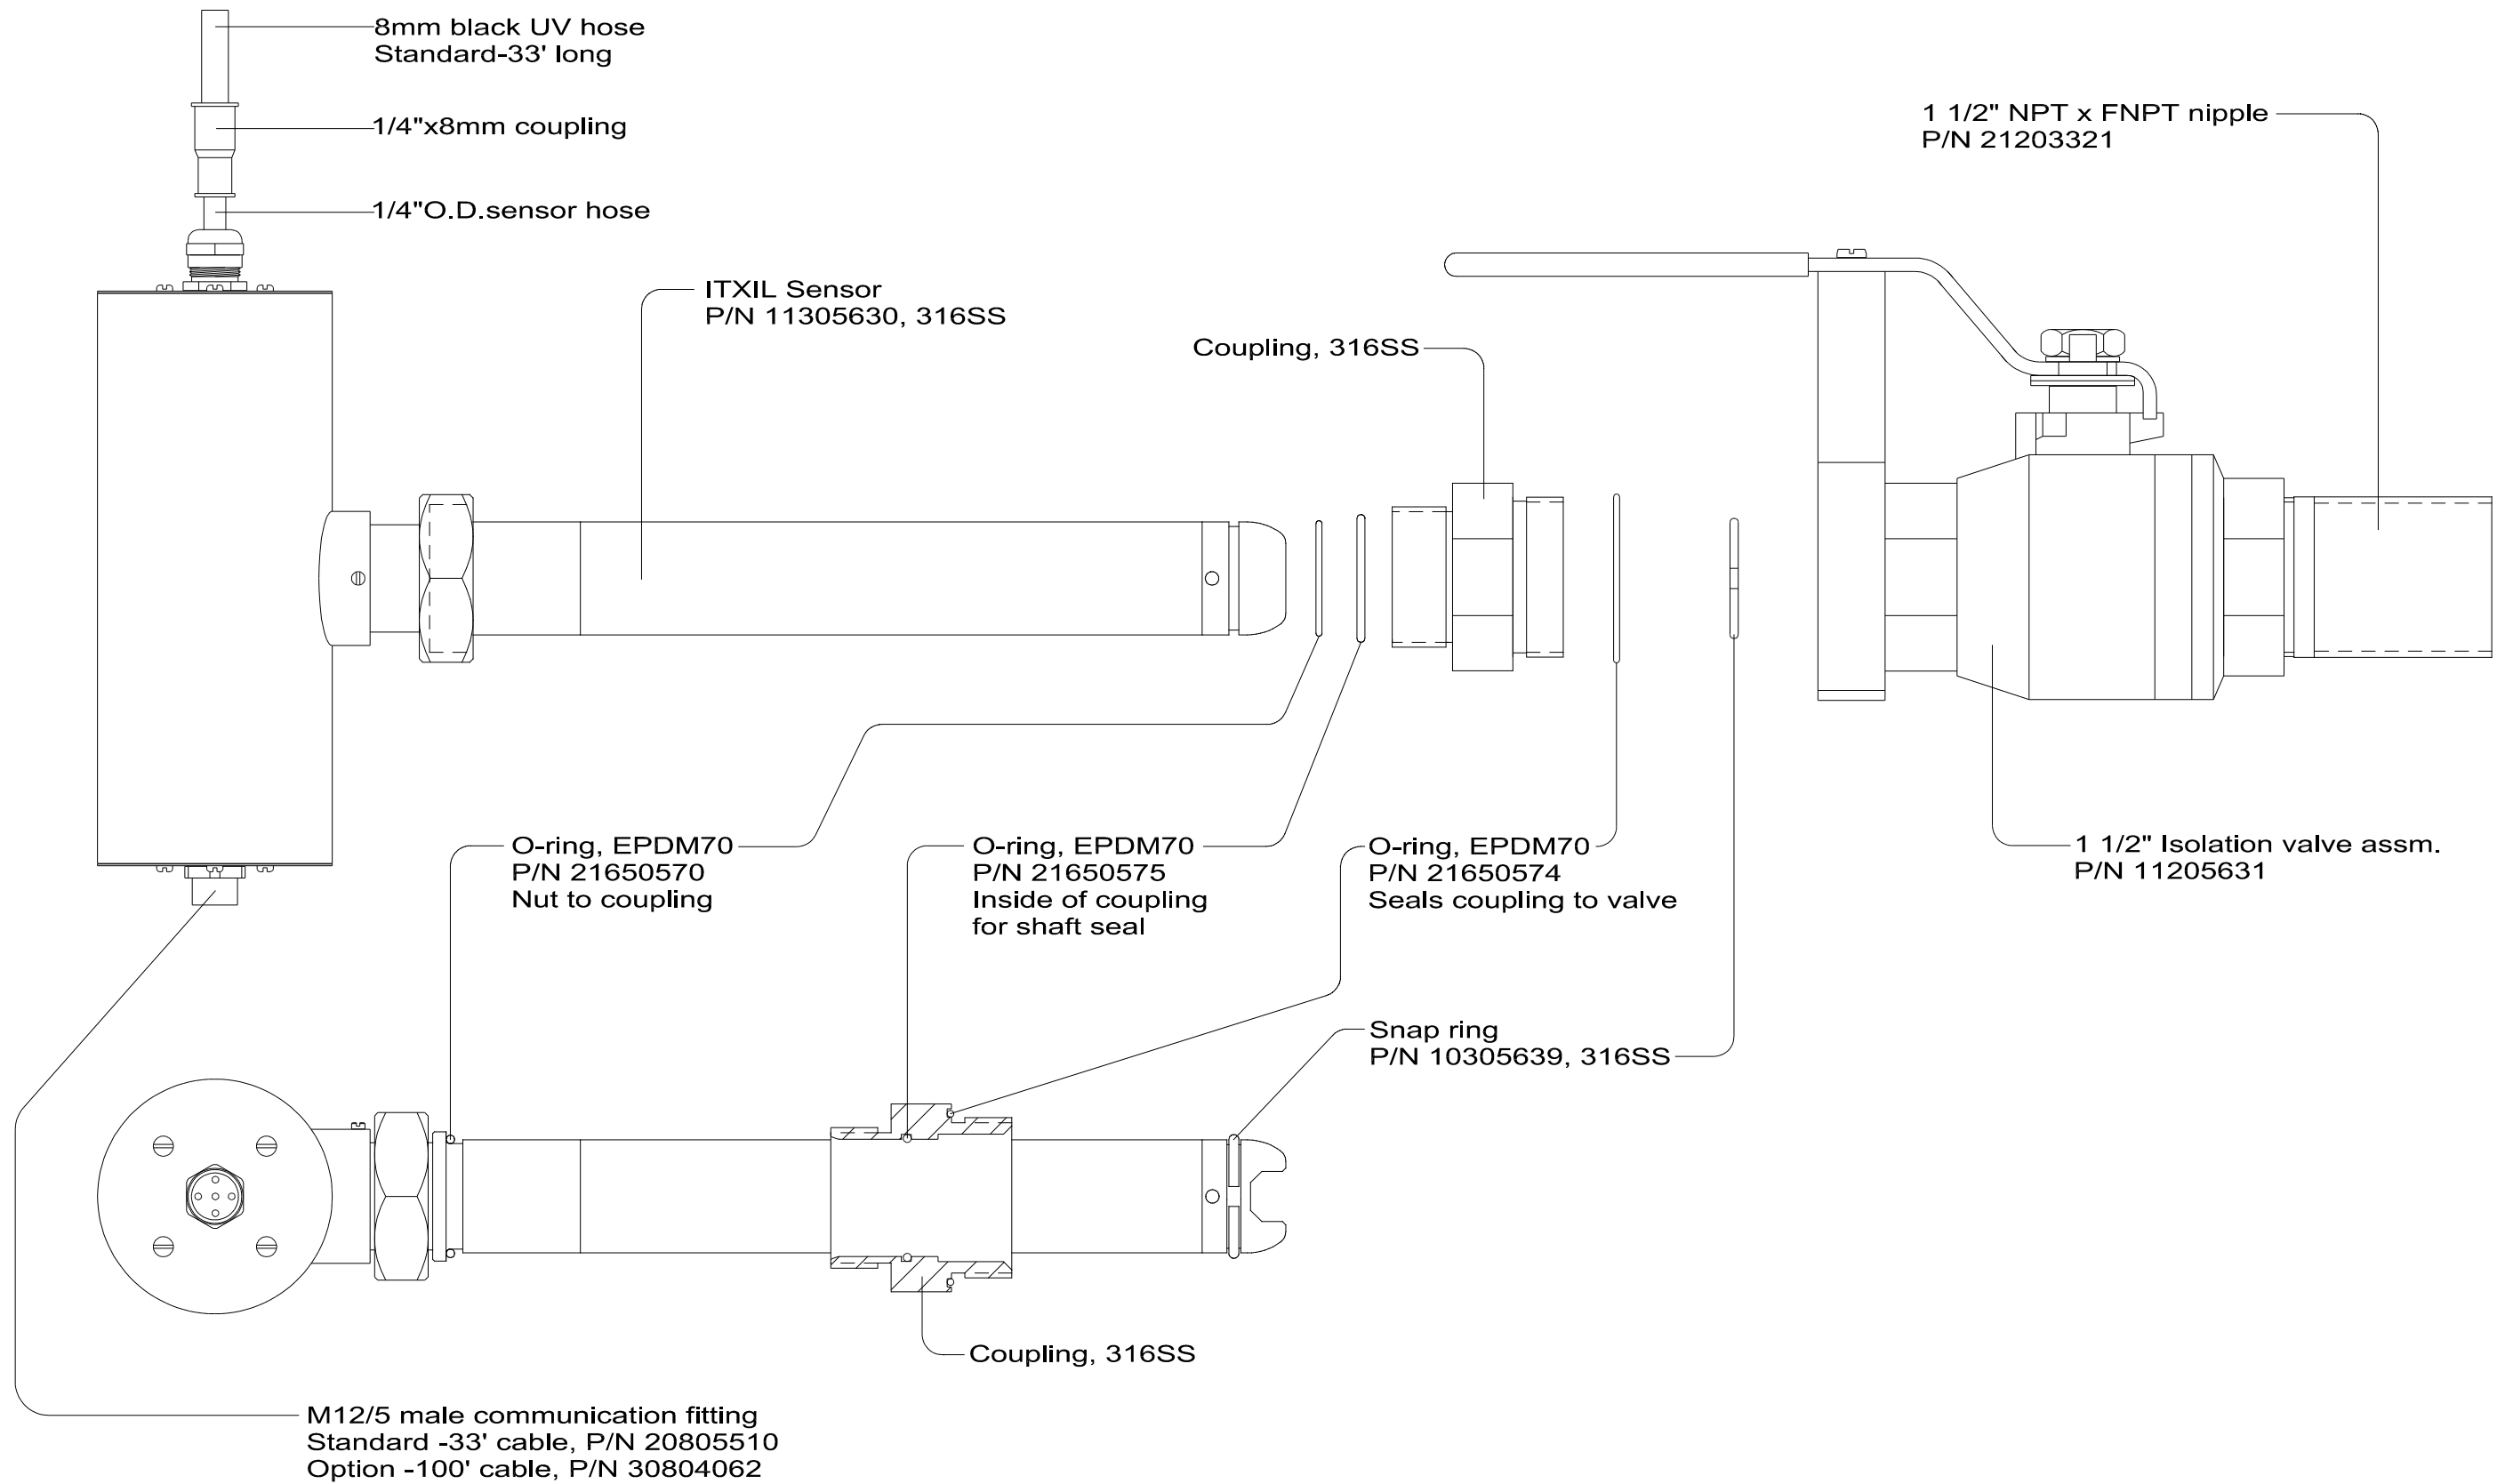 8mm black UV hose
Standard-33' long
1/4"x8mm coupling
1/4"O.D.sensor hose
1 1/2" NPT x FNPT nipple
P/N 21203321
ITXIL Sensor
P/N 11305630, 316SS
Coupling, 316SS
O-ring, EPDM70
P/N 21650570
Nut to coupling
O-ring, EPDM70
P/N 21650575
Inside of coupling
for shaft seal
O-ring, EPDM70
P/N 21650574
Seals coupling to valve
1 1/2" Isolation valve assm.
P/N 11205631
Snap ring
P/N 10305639, 316SS
Coupling, 316SS
M12/5 male communication fitting
Standard -33' cable, P/N 20805510
Option -100' cable, P/N 30804062